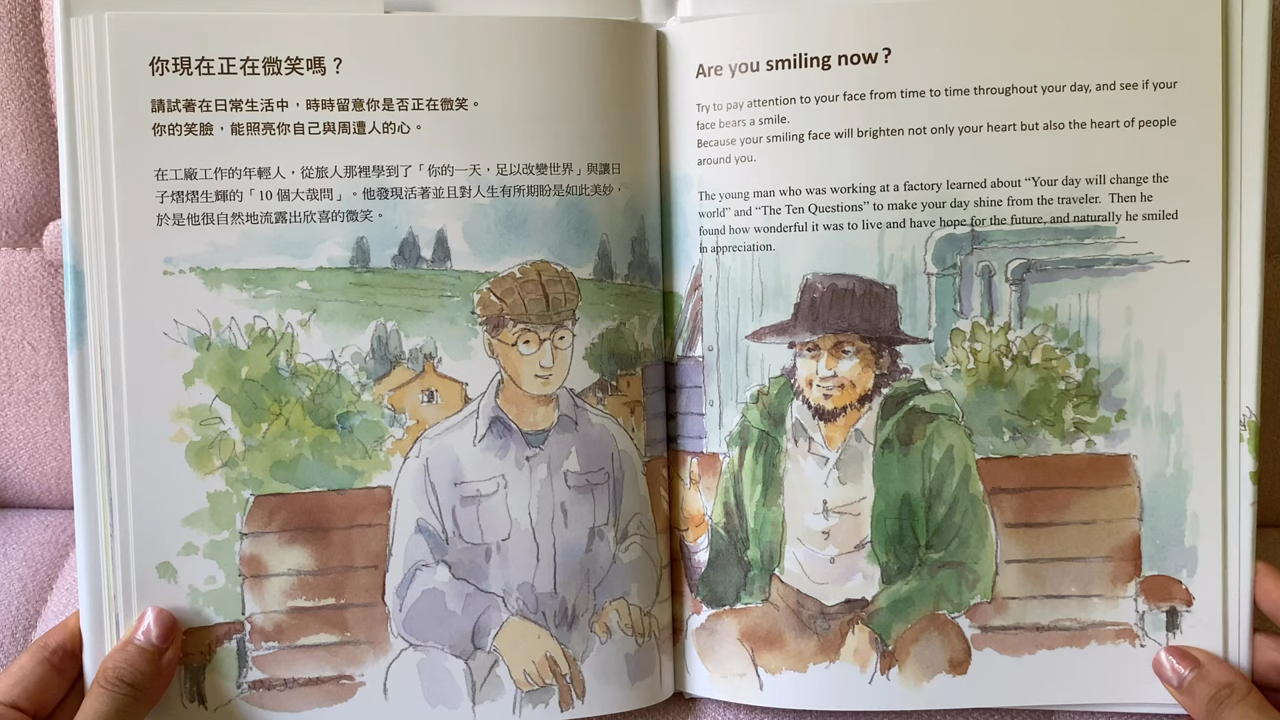 你現在正在微笑嗎？
請試著在日常生活中，時時留意你是否正在微笑。
你的笑臉，能照亮你自己與周遭人的心。
在工廠工作的年輕人，從旅人那裡學到了「你的一天，足以改變世界」與讓日
子熠熠生輝的「10 個大哉問」。他發現活著並且對人生有所期盼是如此美妙，
於是他很自然地流露出欣喜的微笑。
Are you smiling now？
Try to pay attention to your face from time to time throughout your day, and see if your
face bears a smile.
Because your smiling face will brighten not only your heart but also the heart of people
around you.
The young man who was working at a factory learned about “Your day will change the
world” and “The Ten Questions” to make your day shine from the traveler. Then he
found how wonderful it was to live and have hope for the future, and naturally he smiled
in appreciation.